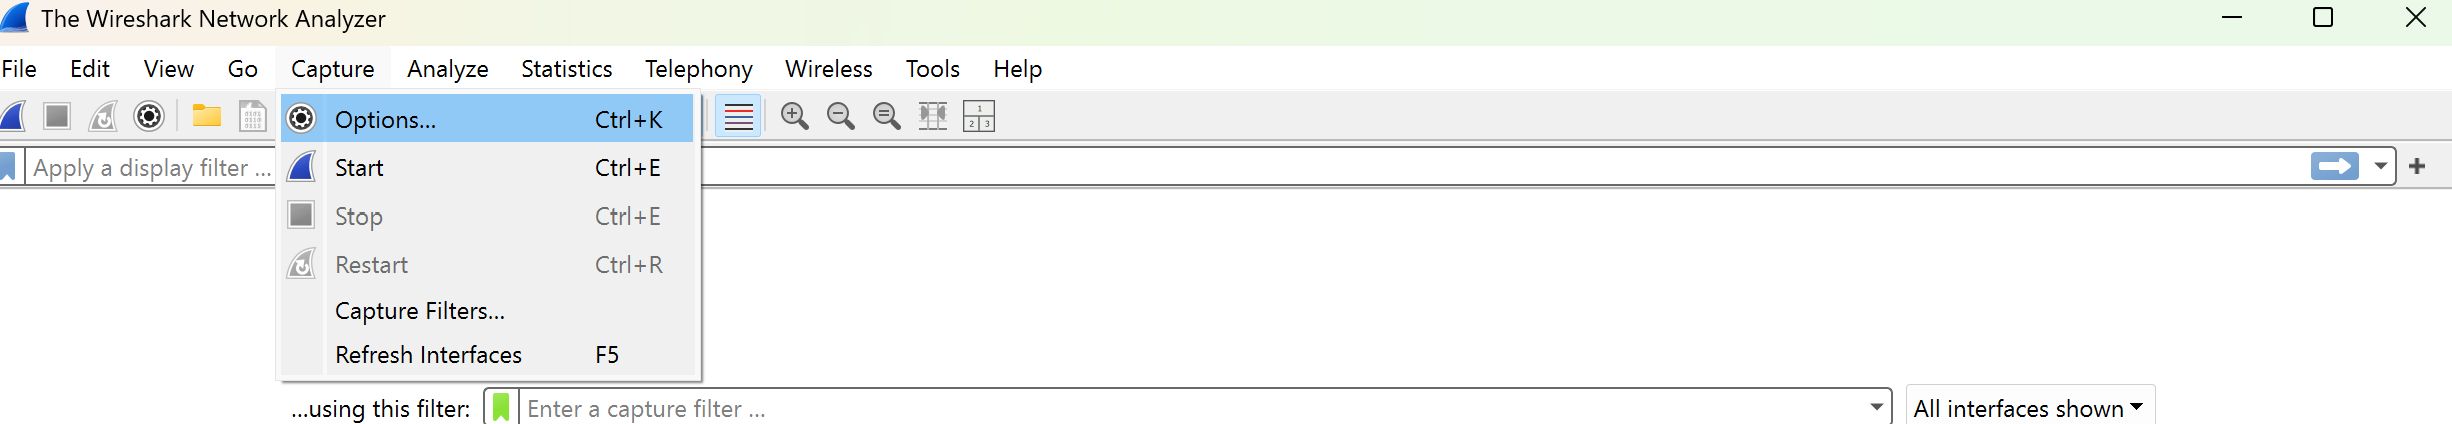 The Wireshark Network Analyzer
File Edit View Go Capture Analyze Statistics Telephony Wireless Tools Help
Options... Ctrl+K
Apply a display filter ...
Start Ctrl+E
Stop Ctrl+E
Restart Ctrl+R
Capture Filters...
Refresh Interfaces F5
...using this filter: Enter a capture filter ... All interfaces shown